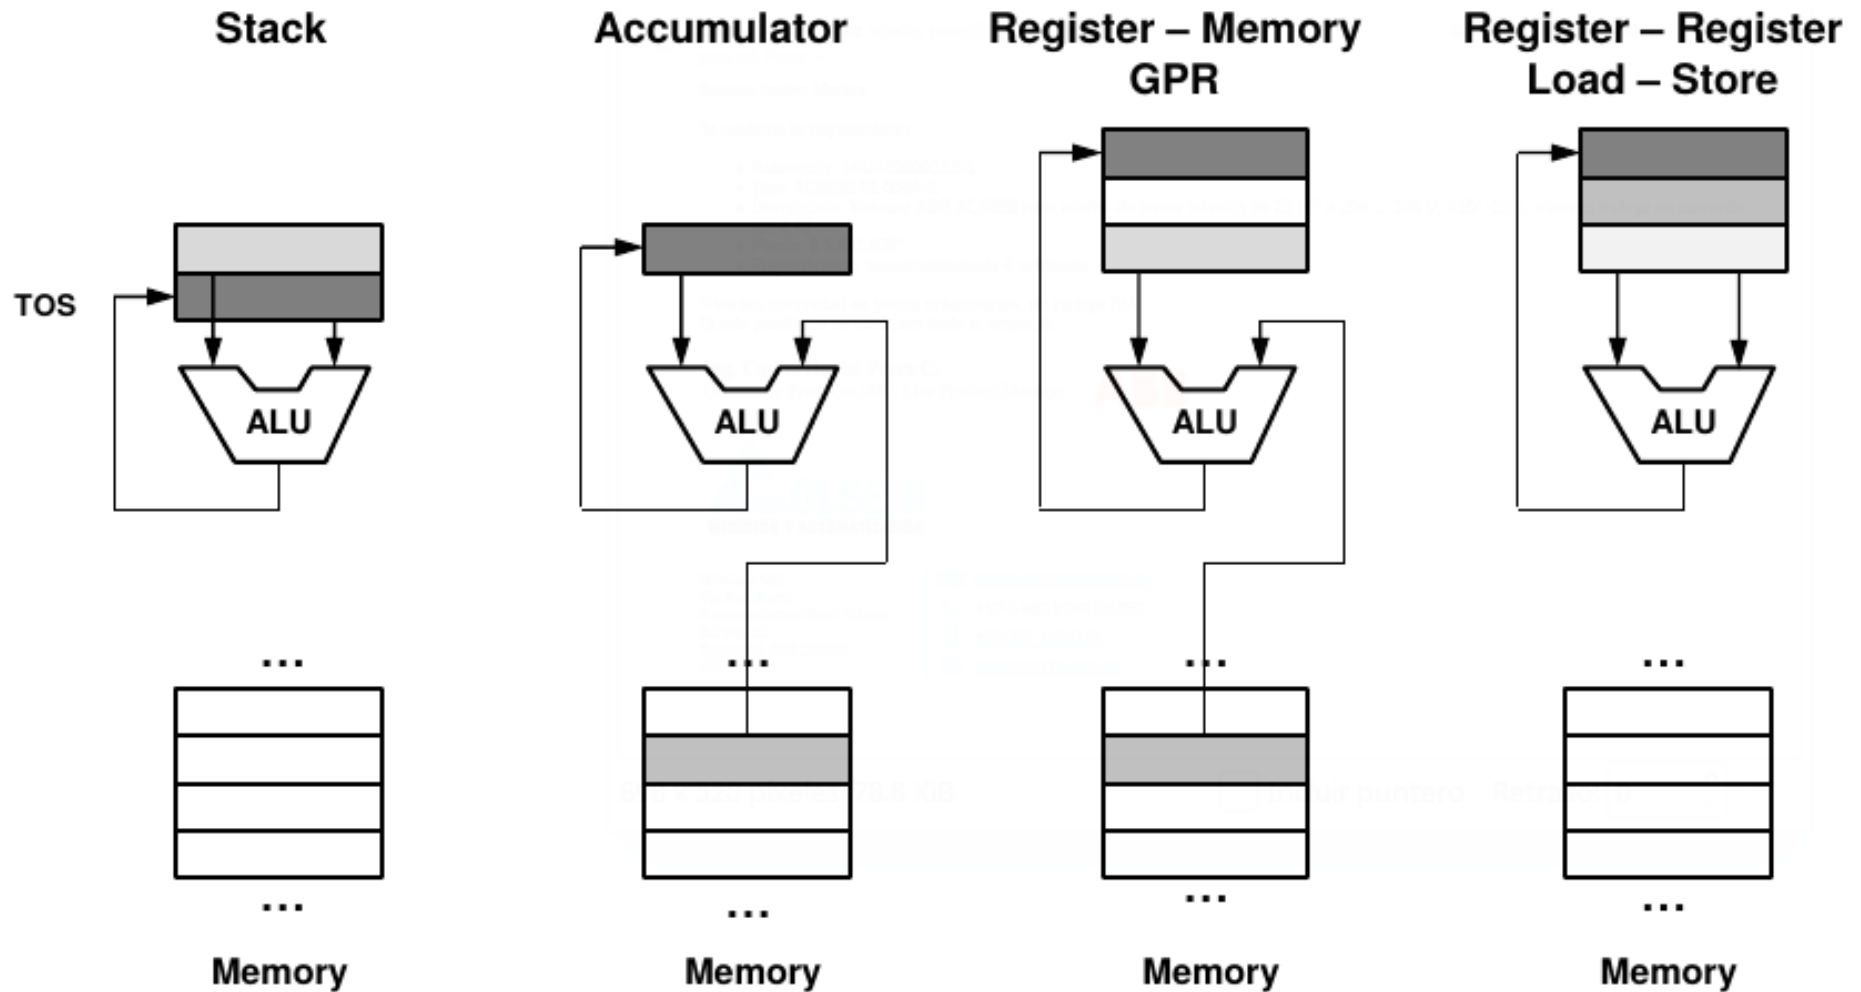 Stack
Accumulator
Register – Memory
GPR
Register – Register
Load – Store
TOS
ALU
ALU
ALU
ALU
...
...
...
...
...
...
...
...
Memory
Memory
Memory
Memory